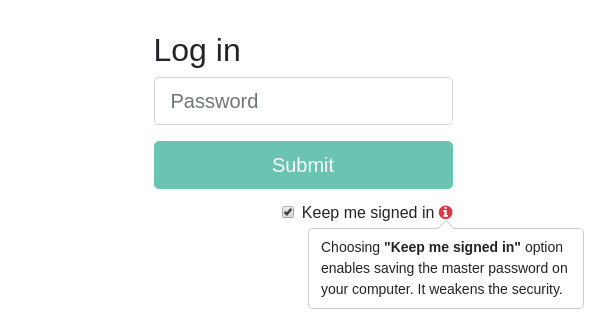 Log in
Password
Submit
Keep me signed in
Choosing "Keep me signed in" option
enables saving the master password on
your computer. It weakens the security.